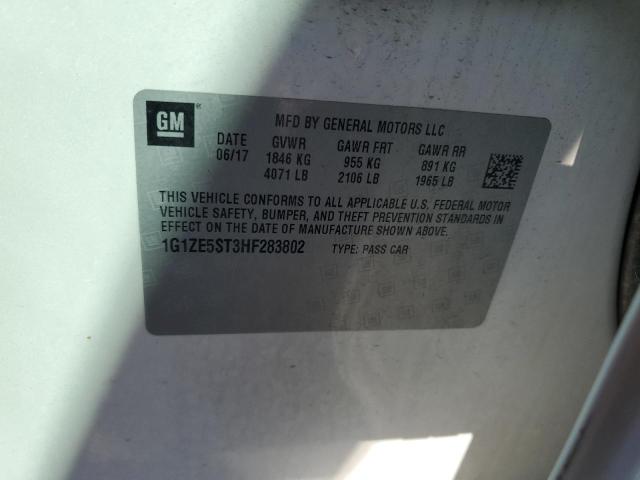 GM ®
MFD BY GENERAL MOTORS LLC
DATE GVWR GAWR FRT GAWR RR
06/17 1846 KG 955 KG 891 KG
4071 LB 2106 LB 1965 LB
THIS VEHICLE CONFORMS TO ALL APPLICABLE U.S. FEDERAL MOTOR
VEHICLE SAFETY, BUMPER, AND THEFT PREVENTION STANDARDS IN
EFFECT ON THE DATE OF MANUFACTURE SHOWN ABOVE.
1G1ZE5ST3HF283802 TYPE: PASS CAR